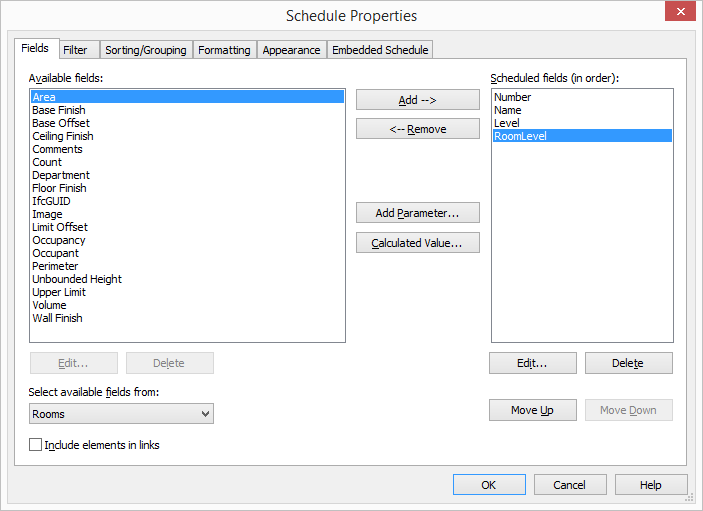 Schedule Properties
Fields Filter Sorting/Grouping Formatting Appearance Embedded Schedule
Available fields:
Area
Base Finish
Base Offset
Ceiling Finish
Comments
Count
Department
Floor Finish
IfcGUID
Image
Limit Offset
Occupancy
Occupant
Perimeter
Unbounded Height
Upper Limit
Volume
Wall Finish
Add -->
<-- Remove
Add Parameter...
Calculated Value...
Scheduled fields (in order):
Number
Name
Level
RoomLevel
Edit... Delete
Edit... Delete
Select available fields from:
Rooms
Move Up Move Down
Include elements in links
OK Cancel Help